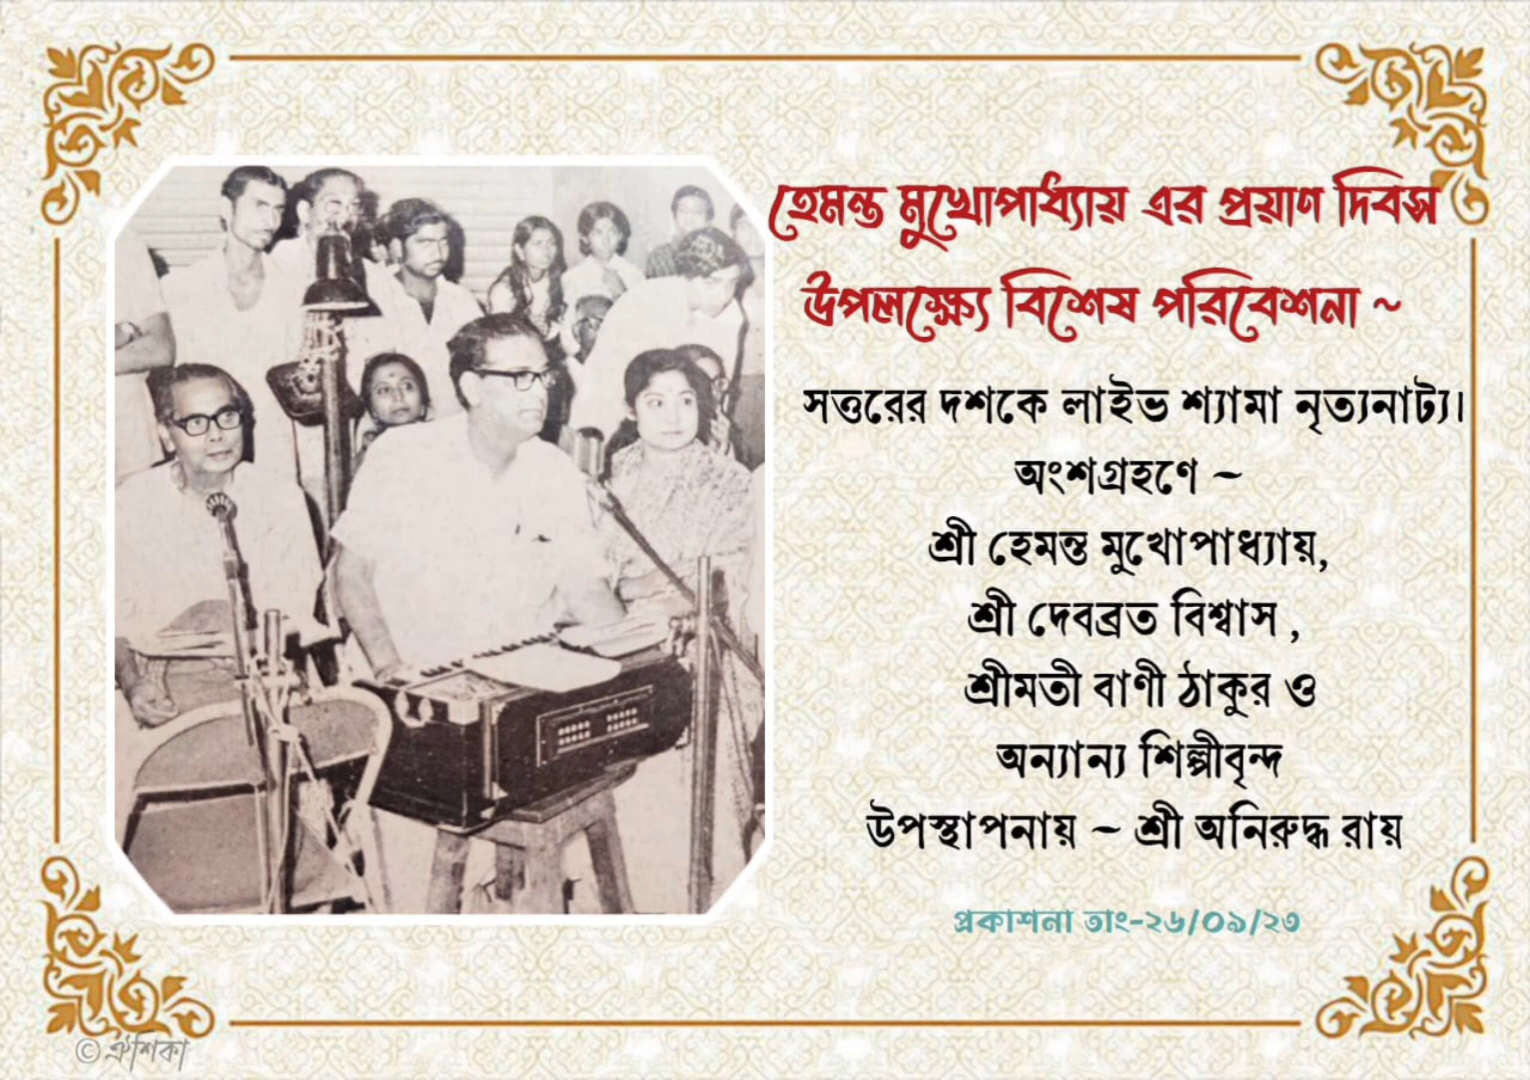 হেমন্ত মুখোপাধ্যায় এর প্রয়াণ দিবস
উপলক্ষ্যে বিশেষ পরিবেশনা ~
সত্তরের দশকে লাইভ শ্যামা নৃত্যনাট্য।
অংশগ্রহণে ~
শ্রী হেমন্ত মুখোপাধ্যায়,
শ্রী দেবব্রত বিশ্বাস ,
শ্রীমতী বাণী ঠাকুর ও
অন্যান্য শিল্পীবৃন্দ
উপস্থাপনায় ~ শ্রী অনিরুদ্ধ রায়
প্রকাশনা তাং-২৬/০৯/২৩
© ঐশিকা